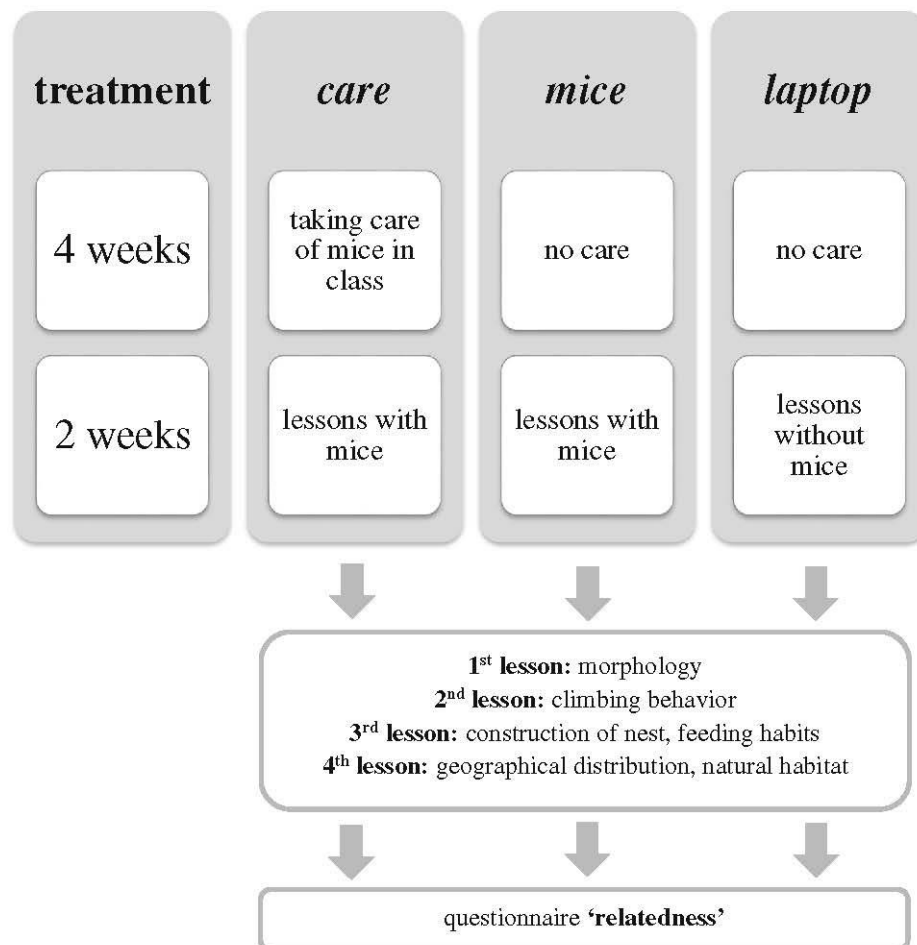 treatment
care
mice
laptop
4 weeks
taking care
of mice in
class
no care
no care
2 weeks
lessons with
mice
lessons with
mice
lessons
without
mice
1st lesson: morphology
2nd lesson: climbing behavior
3rd lesson: construction of nest, feeding habits
4th lesson: geographical distribution, natural habitat
questionnaire ‘relatedness’